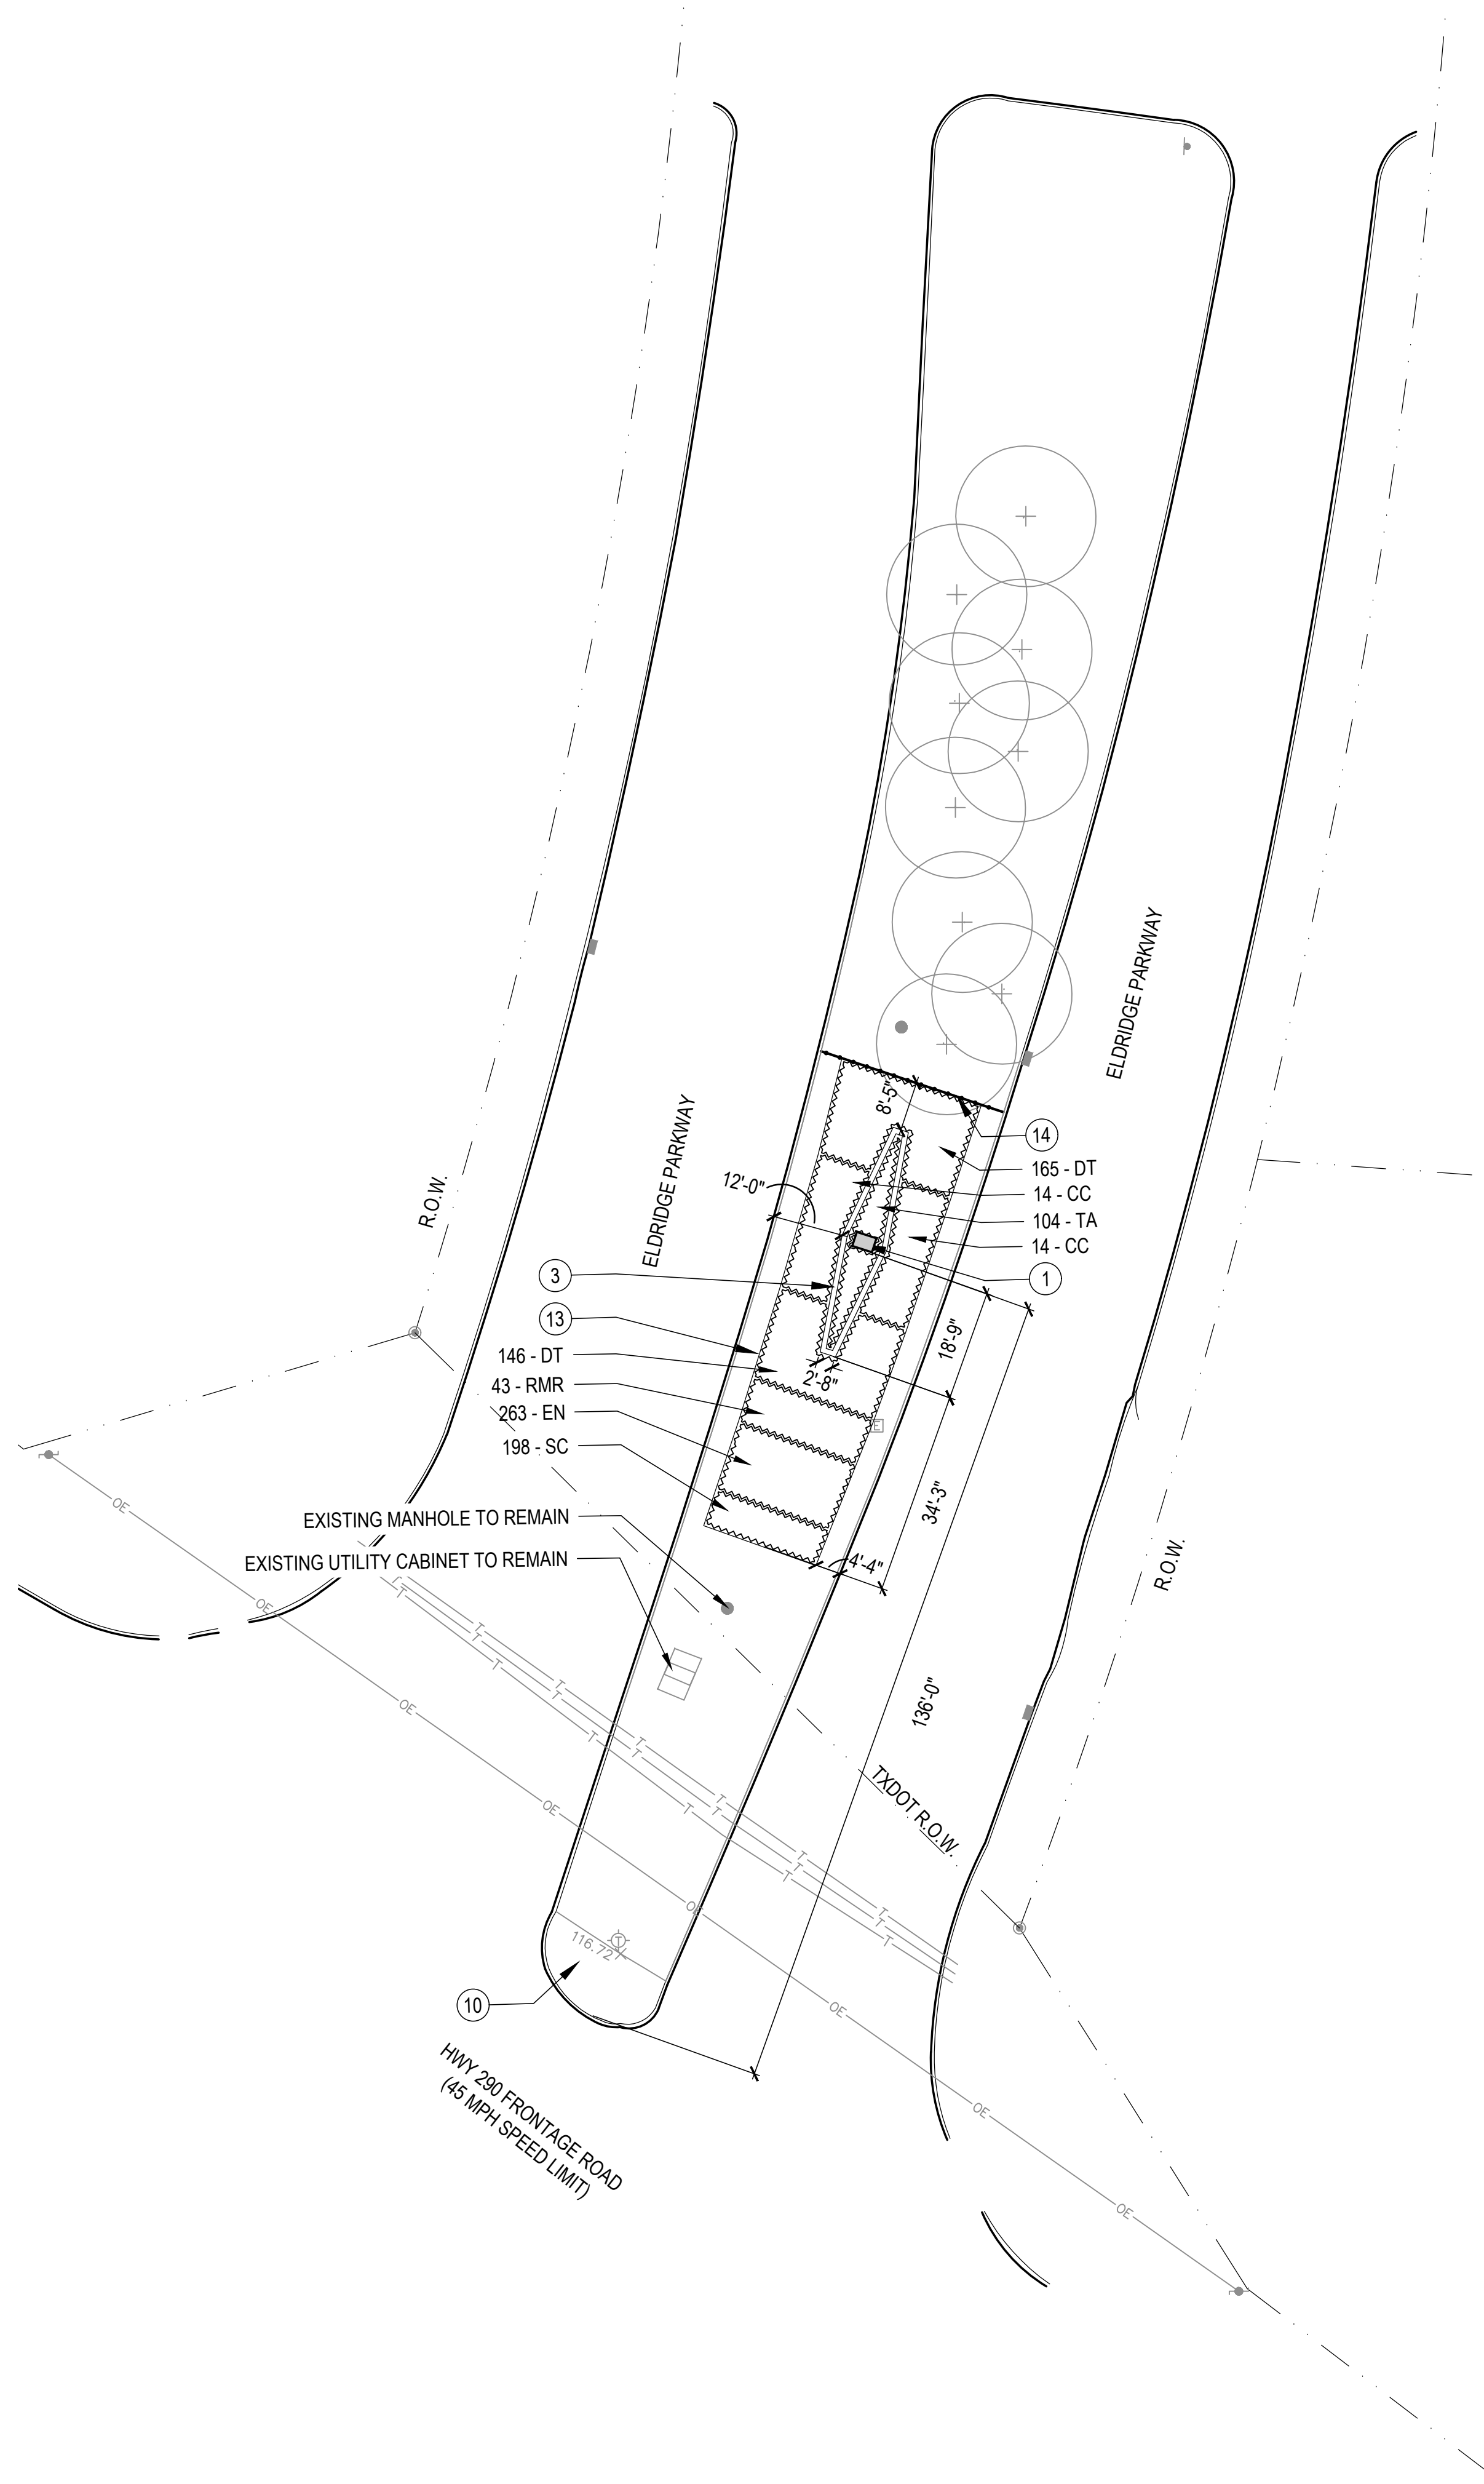 8'-5"
14
165 - DT
14 - CC
104 - TA
14 - CC
1
12'-0"
ELDRIDGE PARKWAY
ELDRIDGE PARKWAY
R.O.W.
3
13
146 - DT
43 - RMR
263 - EN
198 - SC
2'-8"
18'-9"
E
34'-3"
4'-4"
EXISTING MANHOLE TO REMAIN
EXISTING UTILITY CABINET TO REMAIN
R.O.W.
136'-0"
TXDOT R.O.W.
OE
OE
OE
OE
OE
OE
OE
OE
T T T T T T
T T T T T T
T T T T T T
T
116.72'
10
HWY 290 FRONTAGE ROAD
(45 MPH SPEED LIMIT)